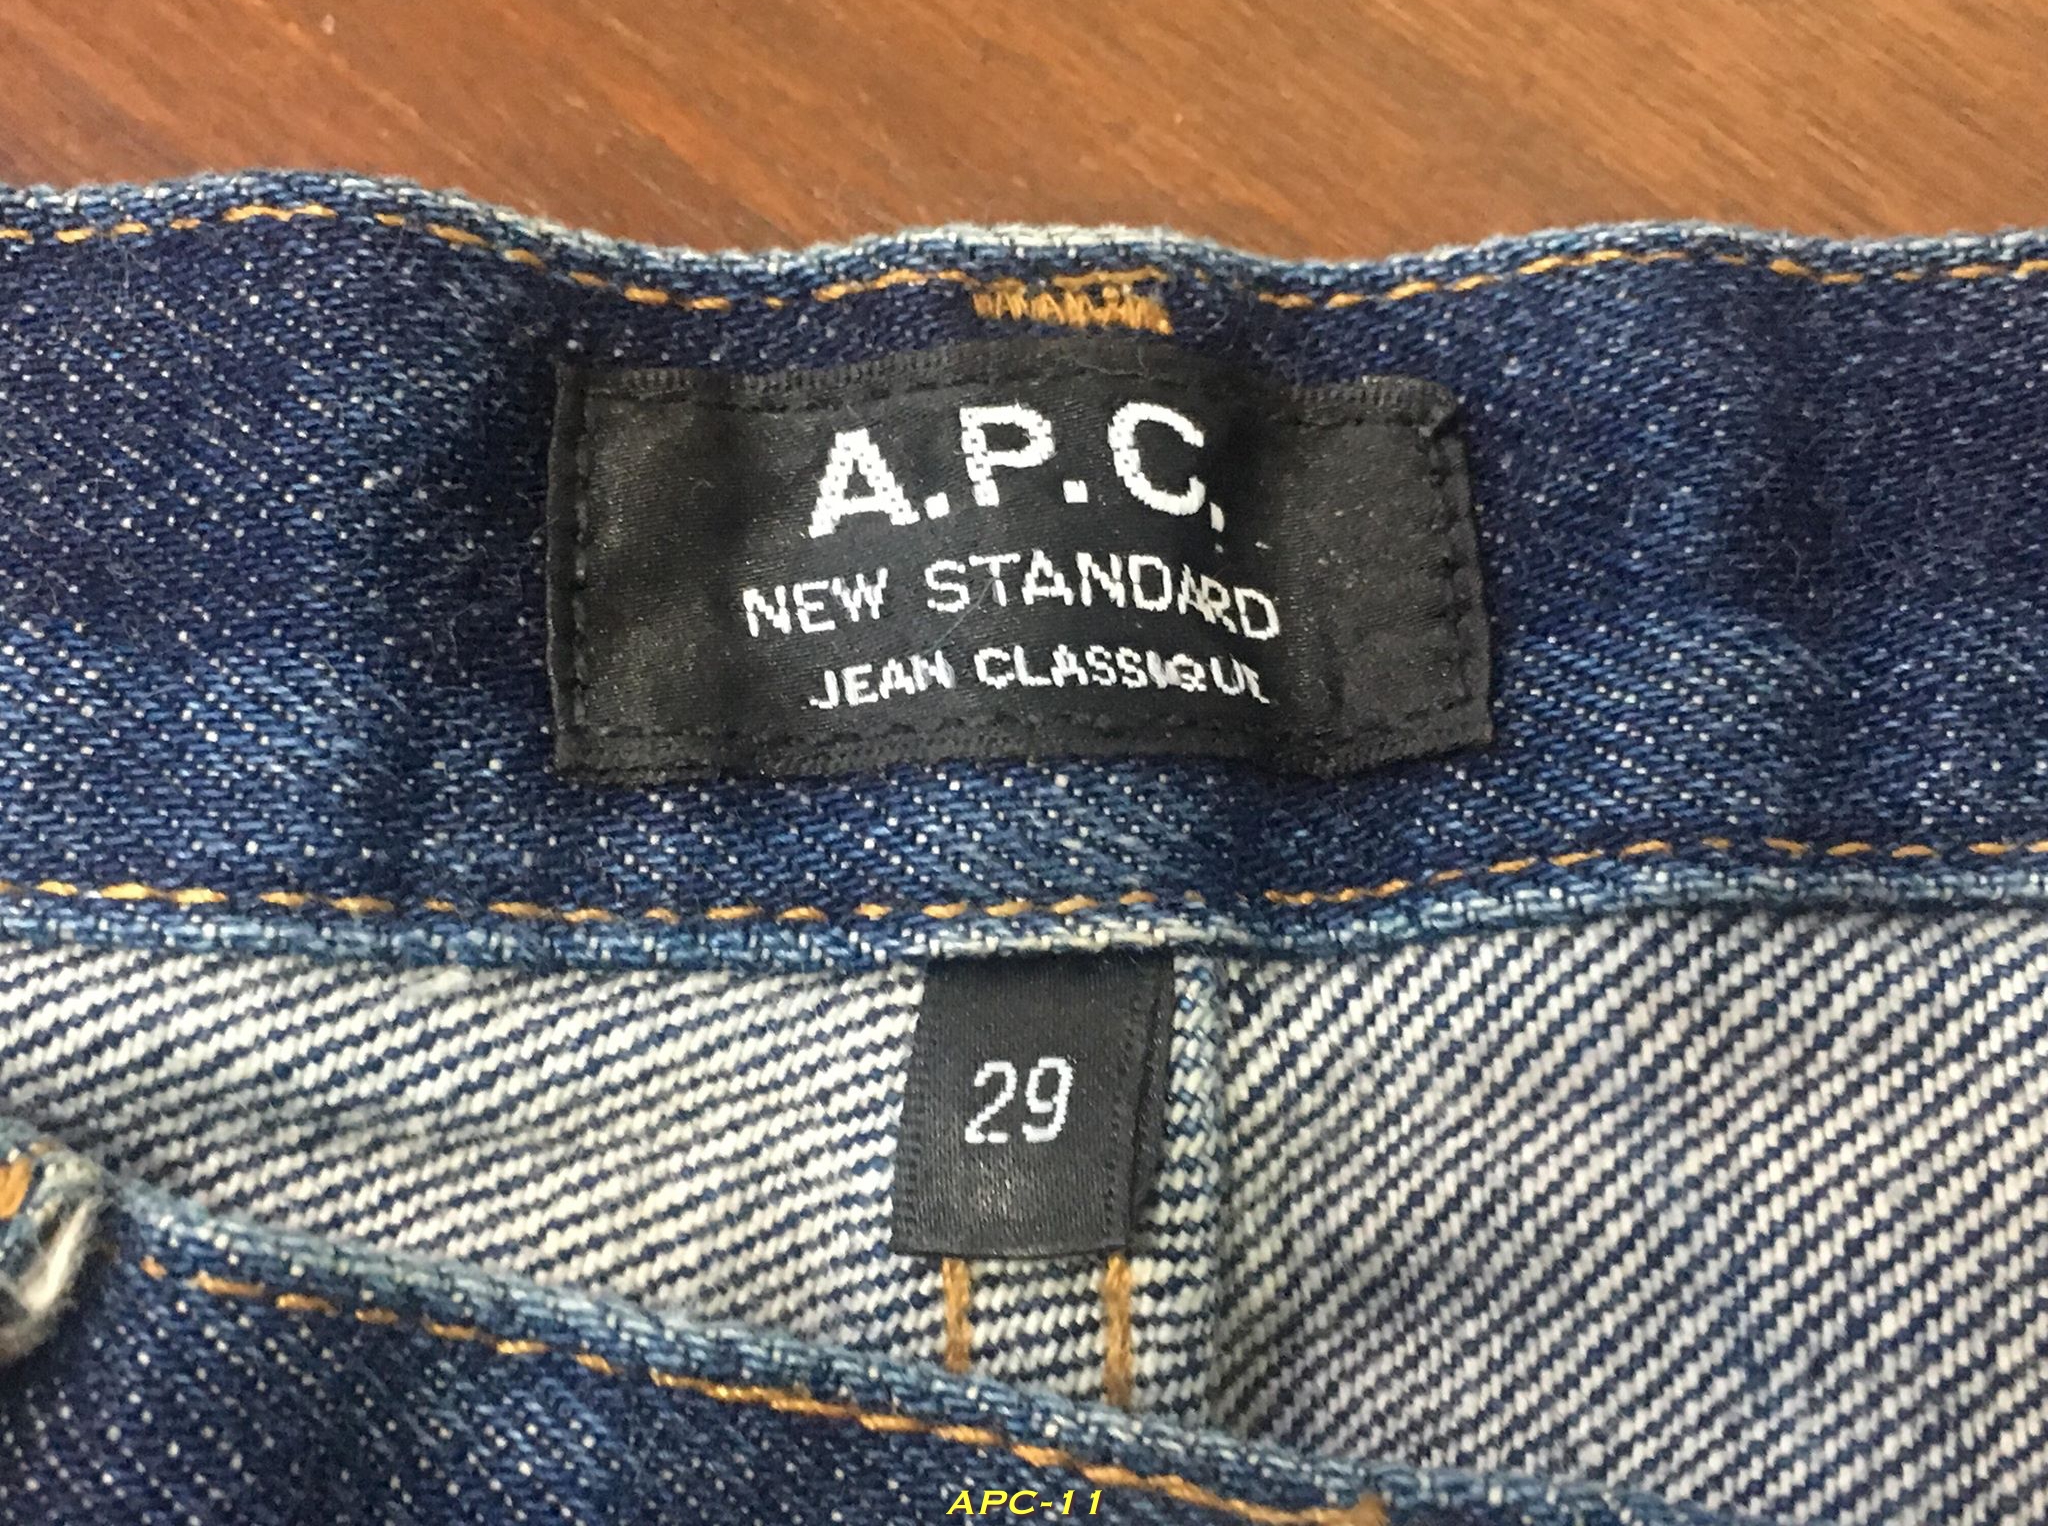 A.P.C.
NEW STANDARD
JEAN CLASSIQUE
29
APC-11